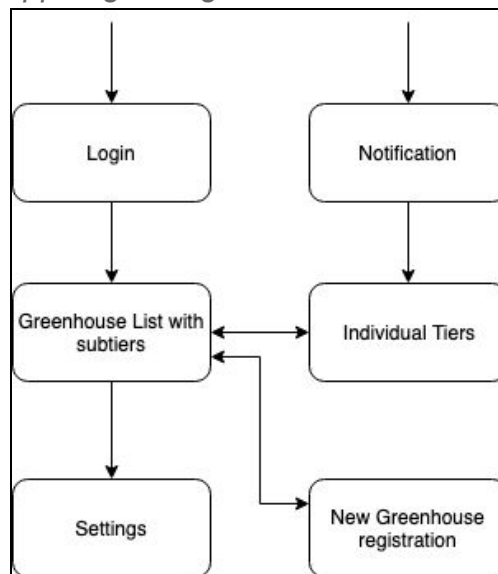 Login
Notification
Greenhouse List with
subtiers
Individual Tiers
Settings
New Greenhouse
registration